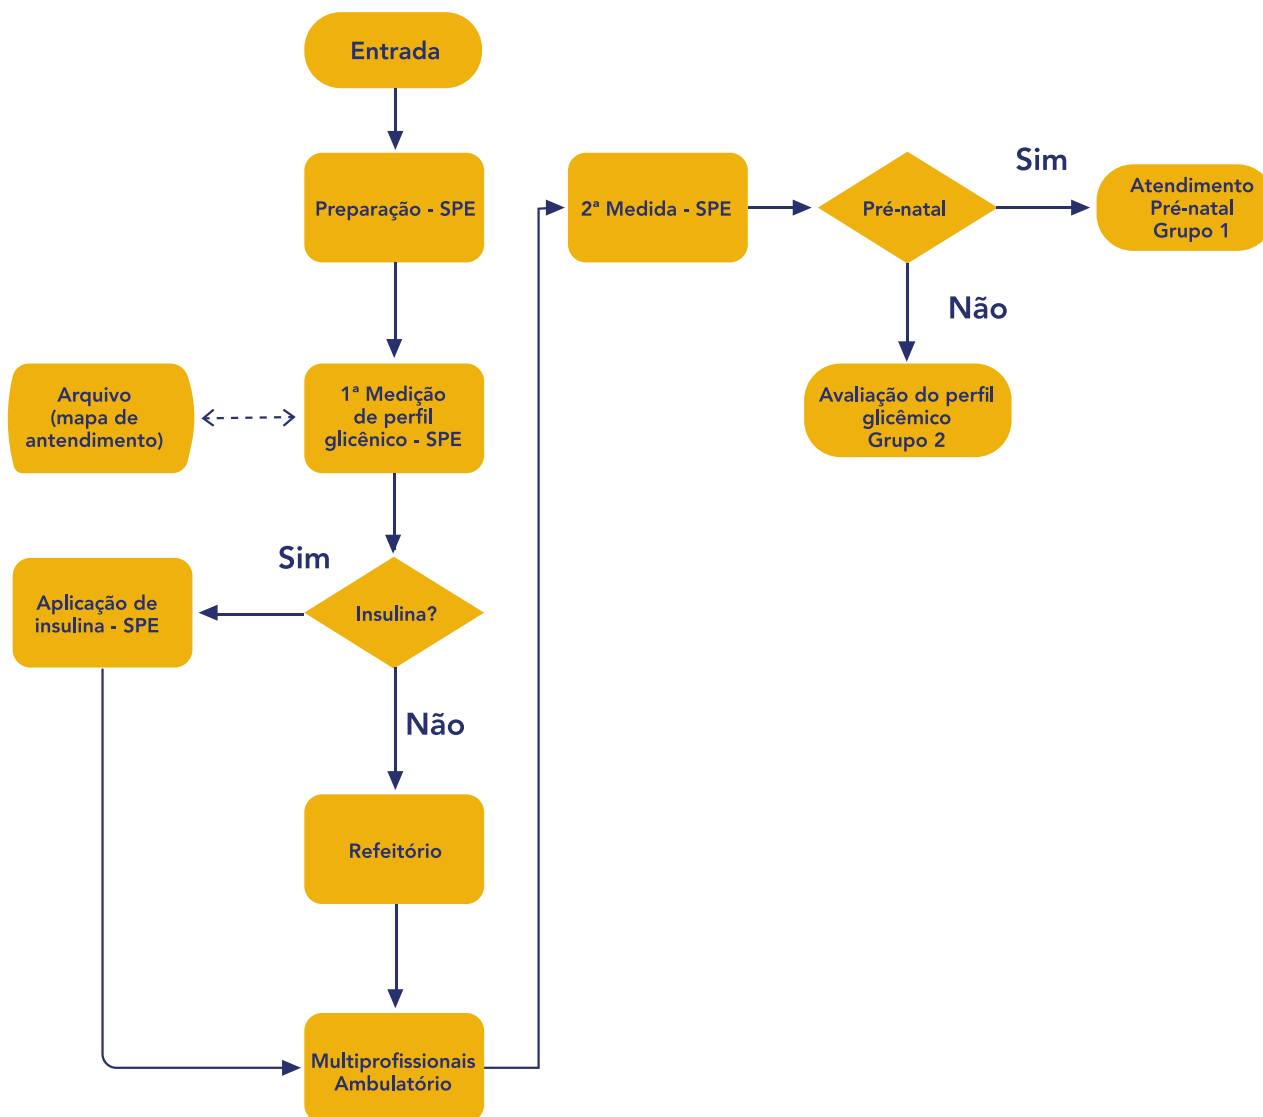 Entrada
Preparação - SPE
1ª Medição
de perfil
glicênico - SPE
Arquivo
(mapa de
antendimento)
Insulina?
Sim
Aplicação de
insulina - SPE
Não
Refeitório
Multiprofissionais
Ambulatório
2ª Medida - SPE
Pré-natal
Sim
Atendimento
Pré-natal
Grupo 1
Não
Avaliação do perfil
glicêmico
Grupo 2